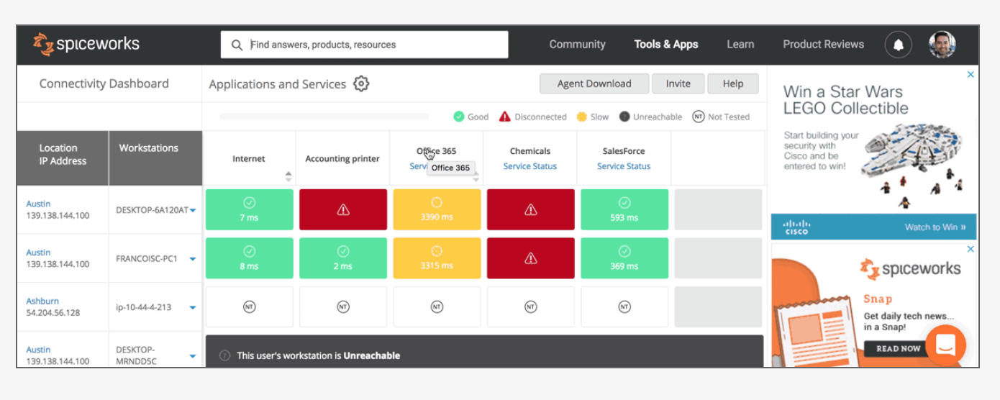 spiceworks
Find answers, products, resources
Community
Tools & Apps
Learn
Product Reviews
Connectivity Dashboard
Applications and Services
Agent Download
Invite
Help
Good
Disconnected
Slow
Unreachable
NT Not Tested
Location
IP Address
Workstations
Internet
Accounting printer
Office 365
Servi
Office 365
Chemicals
Service Status
SalesForce
Service Status
Austin
139.138.144.100
DESKTOP-6A120AT
7 ms
3390 ms
593 ms
Austin
139.138.144.100
FRANCOISC-PC1
8 ms
2 ms
3315 ms
369 ms
Ashburn
54.204.56.128
ip-10-44-4-213
NT
NT
NT
NT
NT
Austin
139.138.144.100
DESKTOP-
MRNDD5C
? This user's workstation is Unreachable
Win a Star Wars
LEGO Collectible
Start building your
security with
Cisco and be
entered to win!
CISCO
Watch to Win »
spiceworks
Snap
Get daily tech news...
in a Snap!
READ NOW